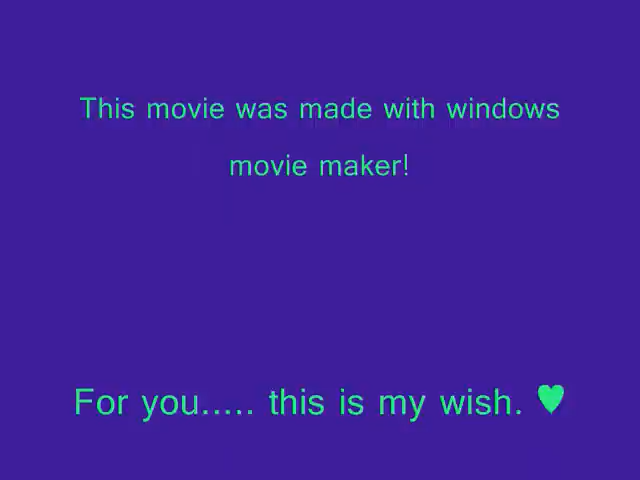 This movie was made with windows
movie maker!
For you..... this is my wish. ♥